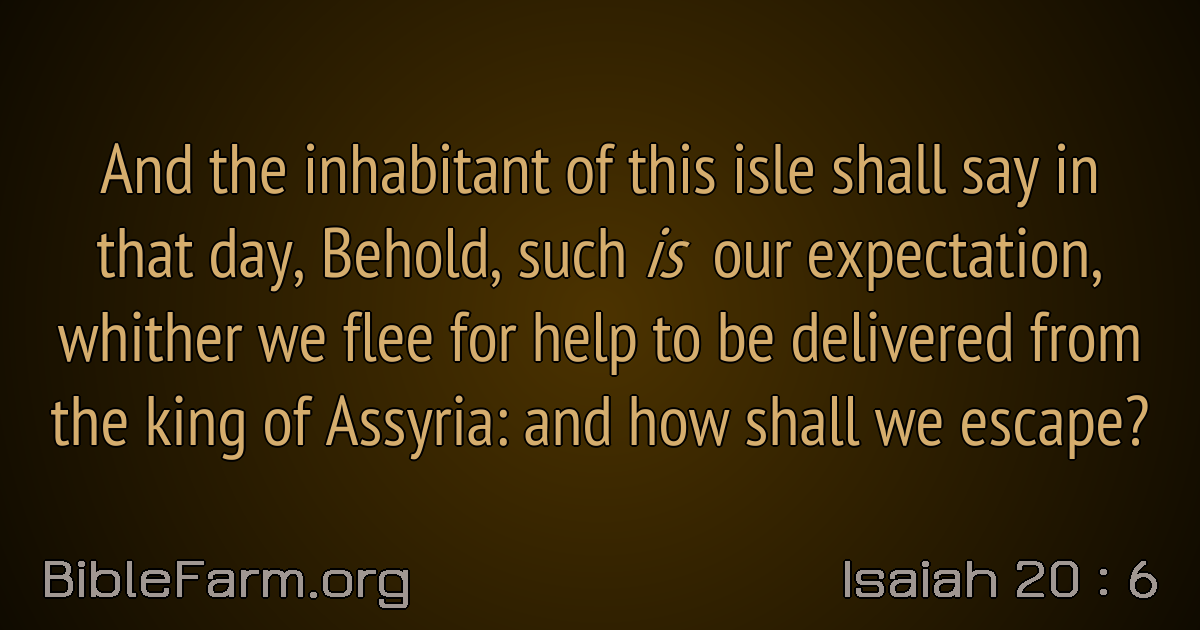 And the inhabitant of this isle shall say in
that day, Behold, such is our expectation,
whither we flee for help to be delivered from
the king of Assyria: and how shall we escape?
BibleFarm.org
Isaiah 20 : 6